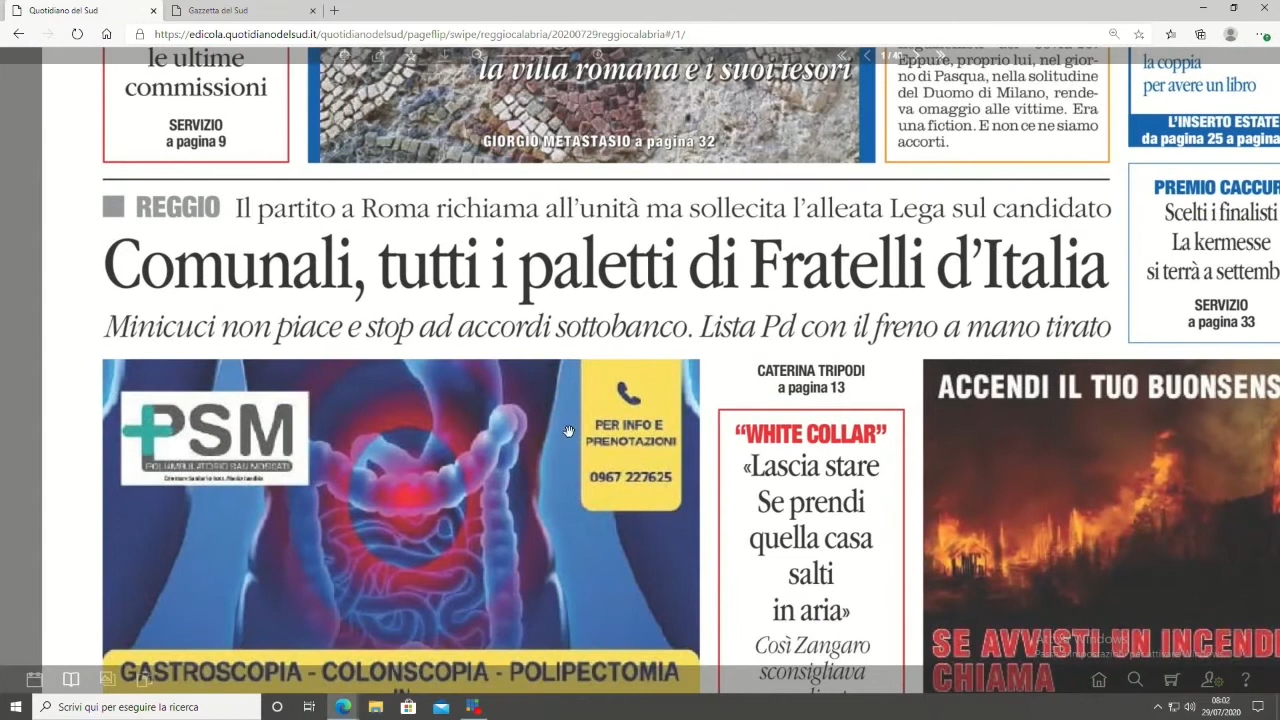 Quotidiano del Sud
Gazzetta del Sud
https://edicola.quotidianodelsud.it/quotidianodelsud/pageflip/swipe/reggiocalabria/20200729reggiocalabria#/1/
le ultime
commissioni
SERVIZIO
a pagina 9
la villa romana e i suoi tesori
GIORGIO METASTASIO a pagina 32
Eppure, proprio lui, nel gior-
no di Pasqua, nella solitudine
del Duomo di Milano, rende-
va omaggio alle vittime. Era
una fiction. E non ce ne siamo
accorti.
la coppia
per avere un libro
L'INSERTO ESTATE
da pagina 25 a pagina
REGGIO Il partito a Roma richiama all'unità ma sollecita l'alleata Lega sul candidato
Comunali, tutti i paletti di Fratelli d'Italia
Minicuci non piace e stop ad accordi sottobanco. Lista Pd con il freno a mano tirato
PREMIO CACCUR
Scelti i finalisti
La kermesse
si terrà a settemb
SERVIZIO
a pagina 33
PSM
POLIAMBULATORIO SAN MOSCATI
PER INFO E
PRENOTAZIONI
0967 227625
GASTROSCOPIA - COLONSCOPIA - POLIPECTOMIA
IN
CATERINA TRIPODI
a pagina 13
“WHITE COLLAR”
«Lascia stare
Se prendi
quella casa
salti
in aria»
Così Zangaro
sconsigliava
ACCENDI IL TUO BUONSENS
SE AVVISTI UN INCENDI
CHIAMA
Scrivi qui per eseguire la ricerca
08:02
29/07/2020